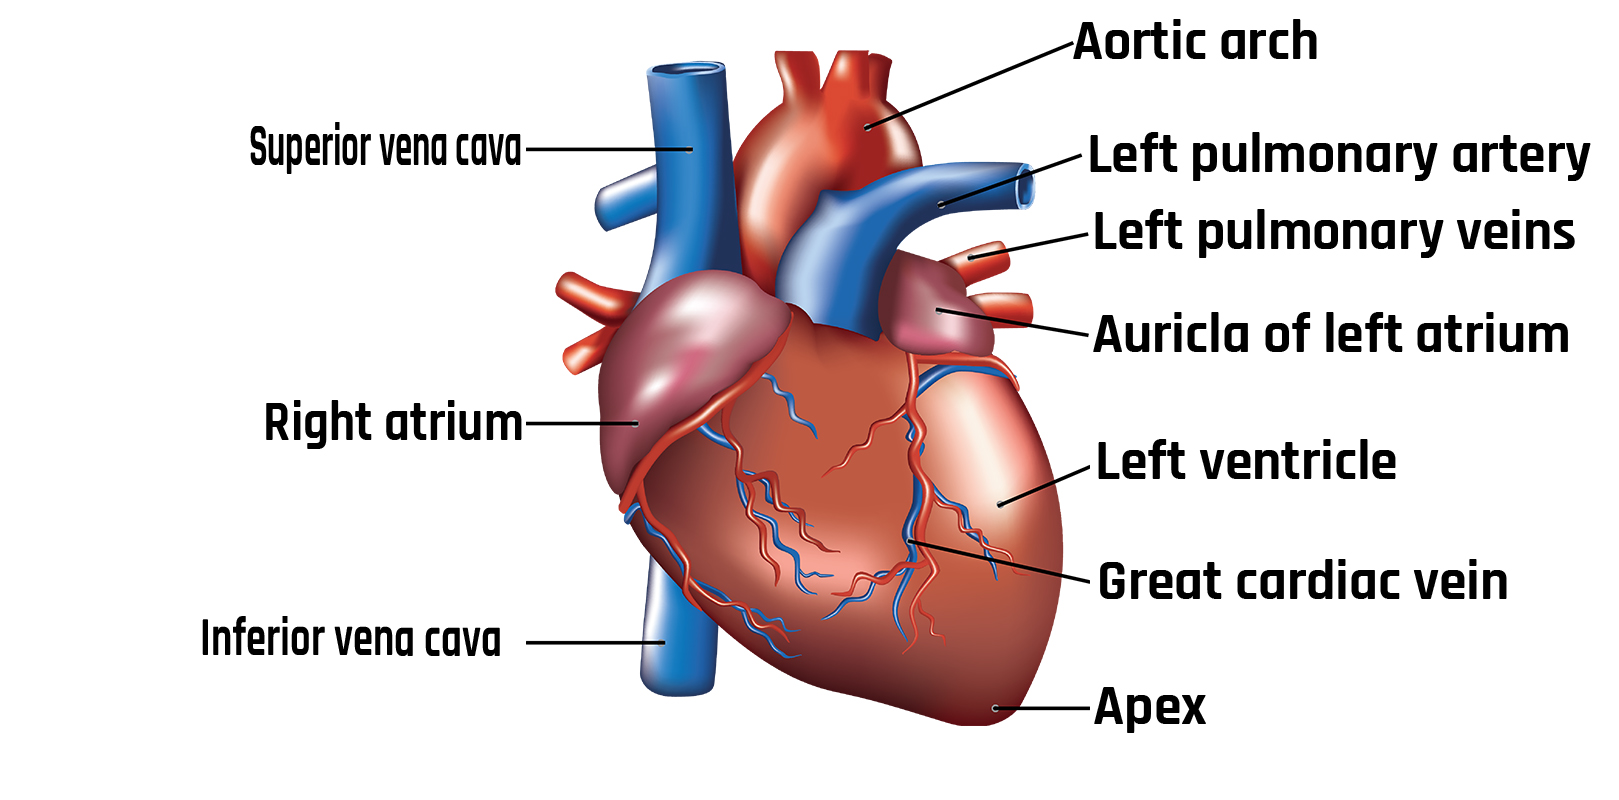 Aortic arch
Superior vena cava
Left pulmonary artery
Left pulmonary veins
Auricla of left atrium
Right atrium
Left ventricle
Great cardiac vein
Inferior vena cava
Apex